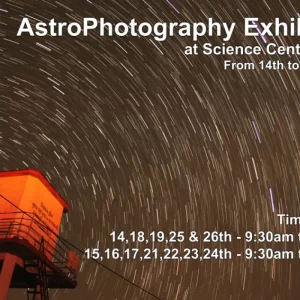 AstroPhotography Exhi
at Science Cent
From 14th to
Tim
14,18,19,25 & 26th - 9:30am t
15,16,17,21,22,23,24th - 9:30am t